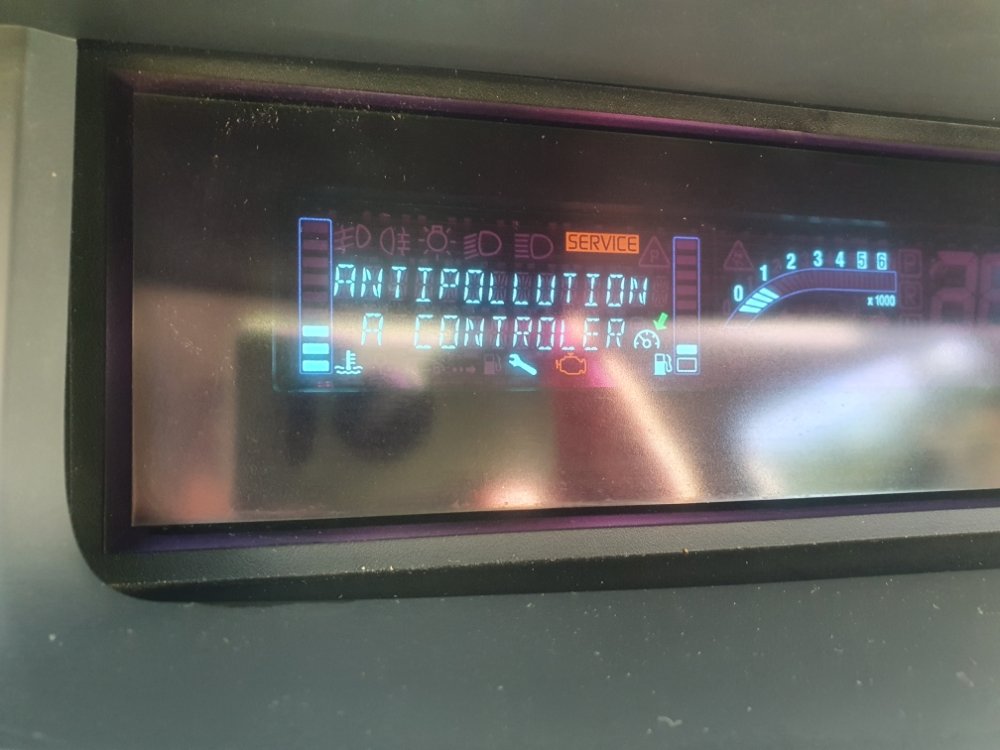 SERVICE
ANTIPOLLUTION
A CONTROLER
0 1 2 3 4 5 6
x 1000